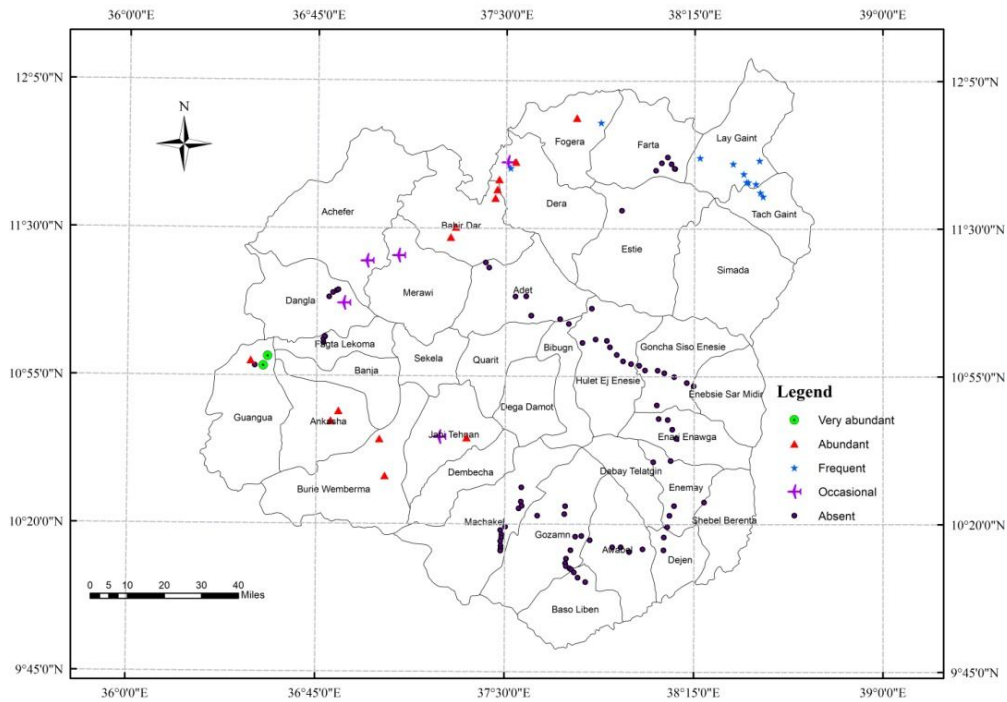 36°0'0"E 36°45'0"E 37°30'0"E 38°15'0"E 39°0'0"E
12°5'0"N 12°5'0"N
N
Lay Gaint
Fogera
Farta
Dera
Achefer
Tach Gaint
11°30'0"N Bahir Dar 11°30'0"N
Estie
Simada
Adet
Merawi
Dangla
Fagta Lekoma
Bibugn
Goncha Siso Enesie
Sekela
Quarit
Banja
10°55'0"N 10°55'0"N
Hulet Ej Enesie
Enebsie Sar Midir
Legend
Dega Damot
Guangua
Ankasha
Very abundant
Jabi Tehnan
Enarj Enawga
Abundant
Dembecha
Dabay Telatgin
Frequent
Burie Wemberma
Enemay
Occasional
Machakel
Shebel Berenta
Absent
10°20'0"N 10°20'0"N
Gozamn
Awabel
Dejen
0 5 10 20 30 40
Miles
Baso Liben
9°45'0"N 9°45'0"N
36°0'0"E 36°45'0"E 37°30'0"E 38°15'0"E 39°0'0"E